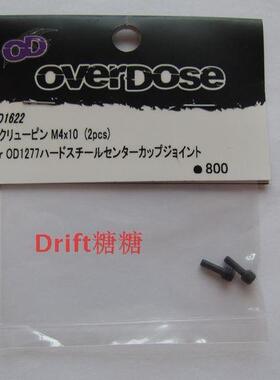 OD
OVERDOSE
OD1622
クリューピン M4x10 (2pcs)
r OD1277ハードスチールセンターカップジョイント
●800
Drift糖糖